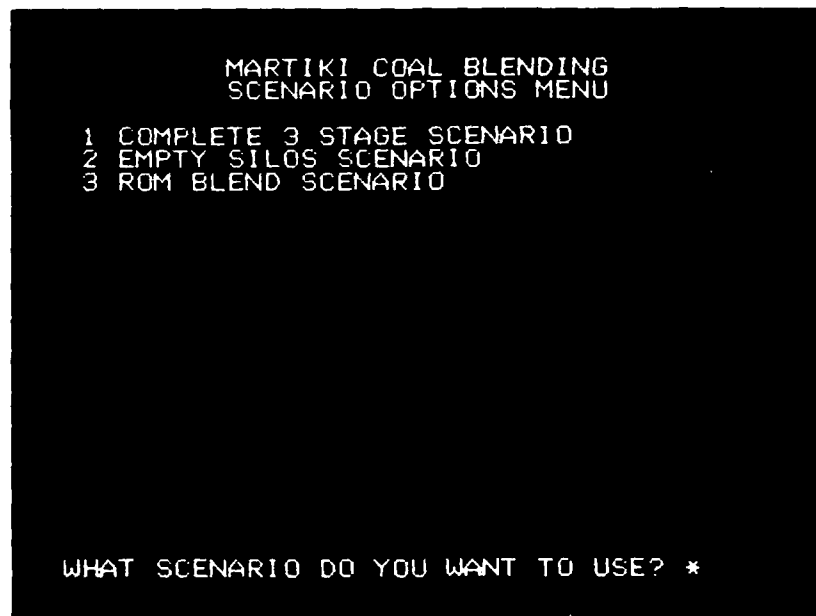 MARTIKI COAL BLENDING
SCENARIO OPTIONS MENU
1 COMPLETE 3 STAGE SCENARIO
2 EMPTY SILOS SCENARIO
3 ROM BLEND SCENARIO
WHAT SCENARIO DO YOU WANT TO USE? *